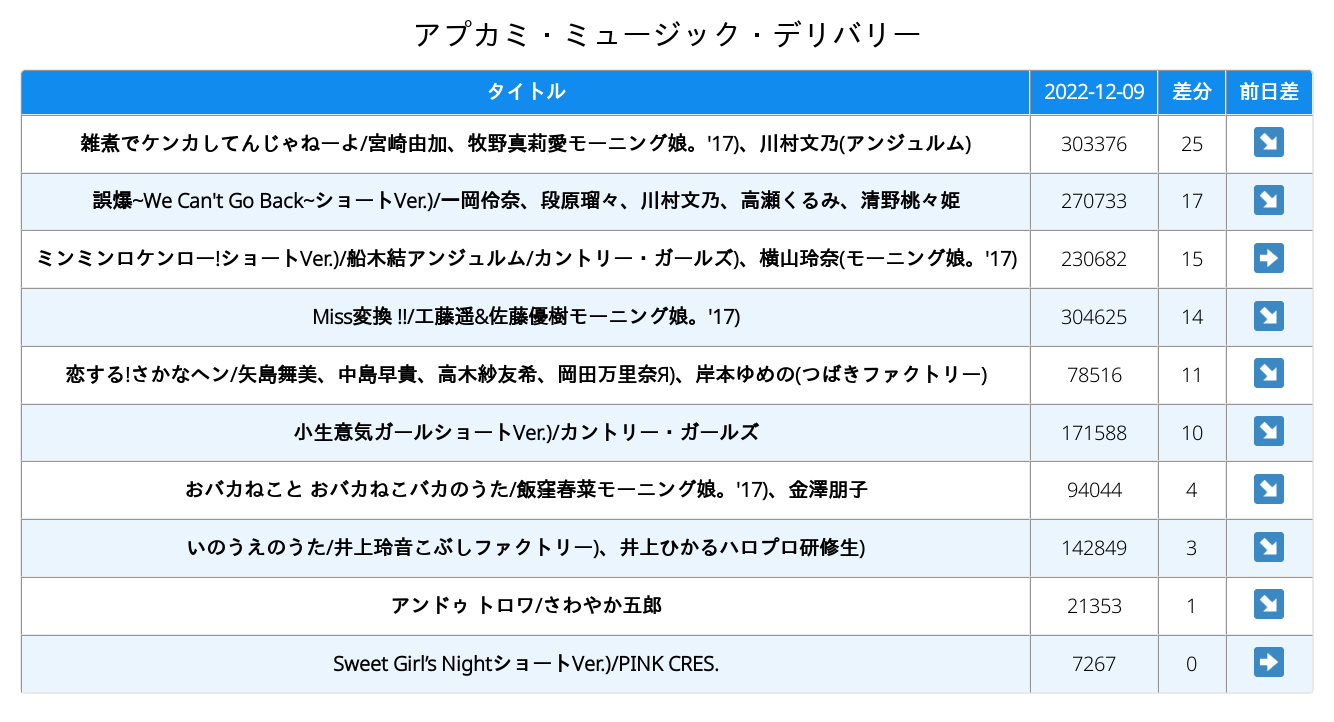 アプカミ・ミュージック・デリバリー
タイトル 2022-12-09 差分 前日差
雑煮でケンカしてんじゃねーよ/宮崎由加、牧野真莉愛モーニング娘。'17)、川村文乃(アンジュルム) 303376 25
誤爆~We Can't Go Back~ショートVer.)/一岡伶奈、段原瑠々、川村文乃、高瀬くるみ、清野桃々姫 270733 17
ミンミンロケンロー!ショートVer.)/船木結アンジュルム/カントリー・ガールズ)、横山玲奈(モーニング娘。'17) 230682 15
Miss変換 !!/工藤遥&佐藤優樹モーニング娘。'17) 304625 14
恋する!さかなヘン/矢島舞美、中島早貴、高木紗友希、岡田万里奈Я)、岸本ゆめの(つばきファクトリー) 78516 11
小生意気ガールショートVer.)/カントリー・ガールズ 171588 10
おバカねこと おバカねこバカのうた/飯窪春菜モーニング娘。'17)、金澤朋子 94044 4
いのうえのうた/井上玲音こぶしファクトリー)、井上ひかるハロプロ研修生) 142849 3
アンドゥ トロワ/さわやか五郎 21353 1
Sweet Girl’s NightショートVer.)/PINK CRES. 7267 0